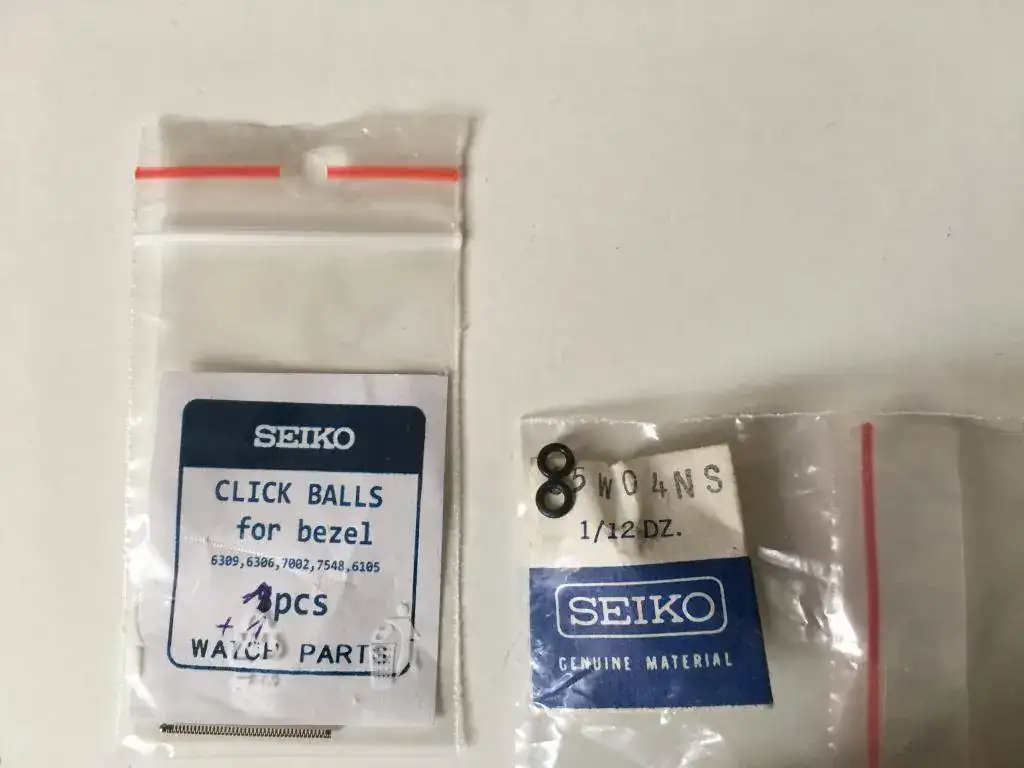 SEIKO
CLICK BALLS
for bezel
6309,6306,7002,7548,6105
pcs
+ 1
WATCH PARTS
5W04NS
1/12 DZ.
SEIKO
GENUINE MATERIAL